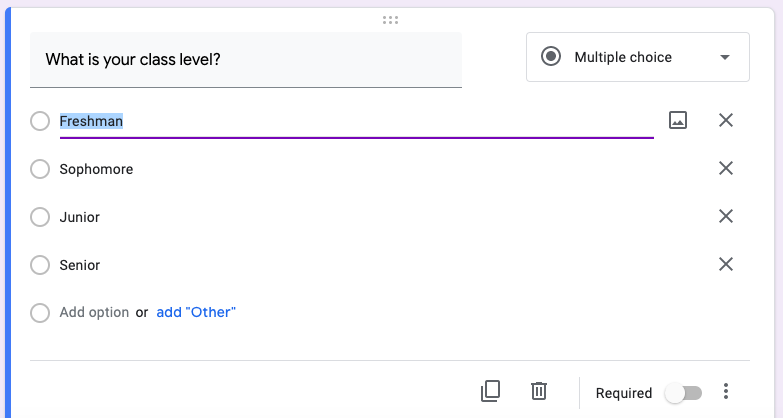 What is your class level?
Multiple choice
Freshman
Sophomore
Junior
Senior
Add option or add "Other"
Required